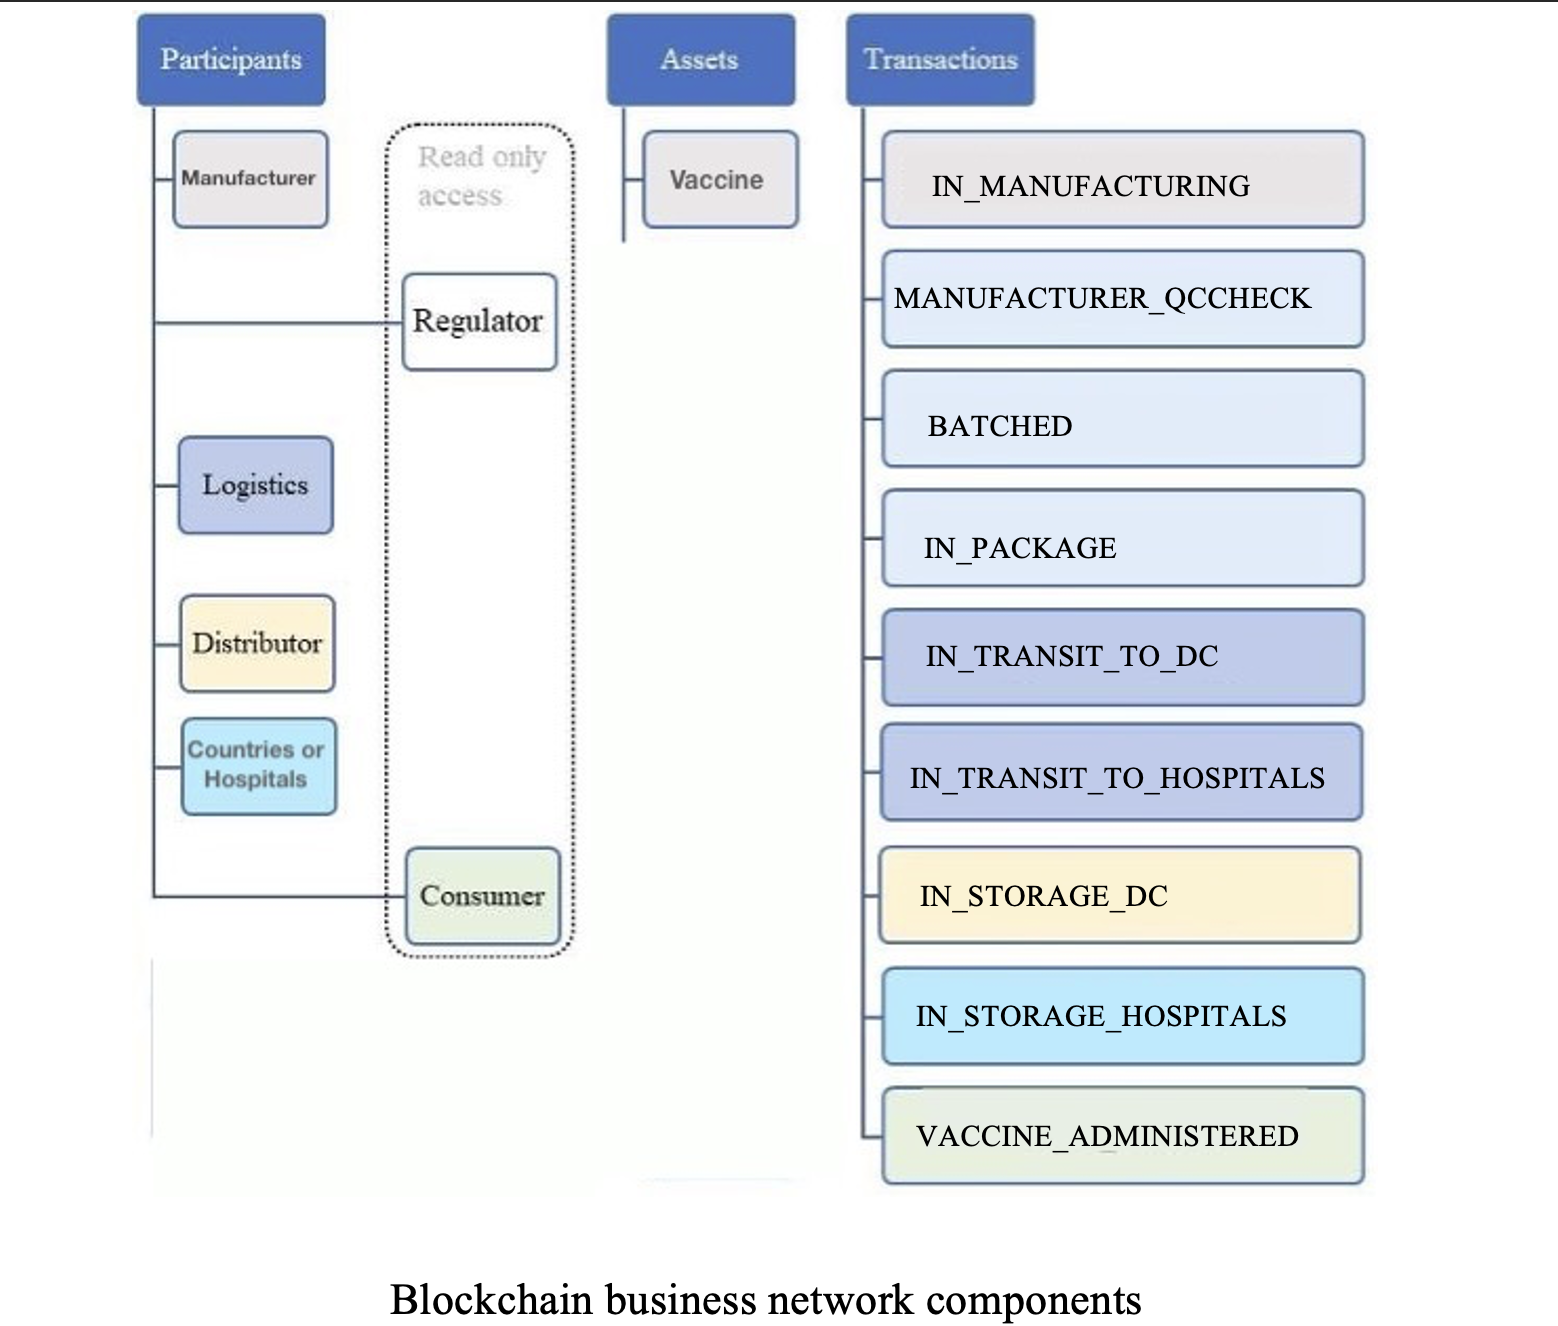 Participants
Manufacturer
Read only
access
Regulator
Logistics
Distributor
Countries or
Hospitals
Consumer
Assets
Vaccine
Transactions
IN_MANUFACTURING
MANUFACTURER_QCCHECK
BATCHED
IN_PACKAGE
IN_TRANSIT_TO_DC
IN_TRANSIT_TO_HOSPITALS
IN_STORAGE_DC
IN_STORAGE_HOSPITALS
VACCINE_ADMINISTERED
Blockchain business network components